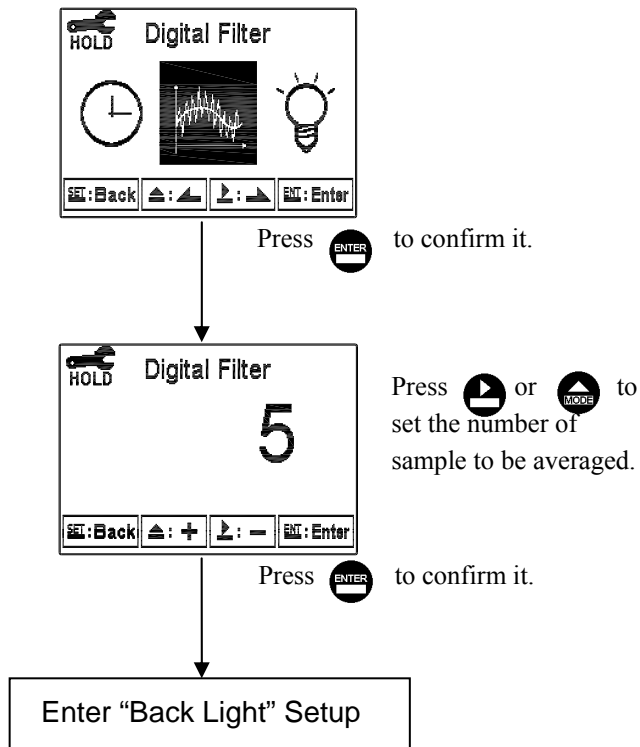 HOLD Digital Filter
SET:Back ▲: ▶: ENT:Enter
Press ENTER to confirm it.
HOLD Digital Filter
5
Press or MODE to
set the number of
sample to be averaged.
SET:Back ▲:+ ▶:− ENT:Enter
Press ENTER to confirm it.
Enter “Back Light” Setup